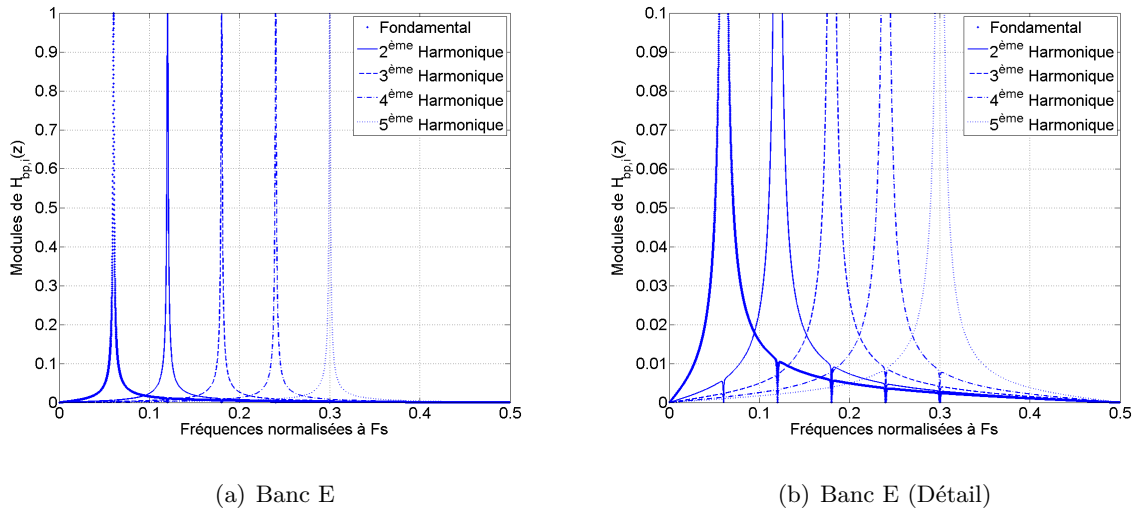 1
0.9
0.8
0.7
0.6
0.5
0.4
0.3
0.2
0.1
0
0
0.1
0.2
0.3
0.4
0.5
Modules de H_bp,i(z)
Fréquences normalisées à Fs
Fondamental
2ème Harmonique
3ème Harmonique
4ème Harmonique
5ème Harmonique
(a) Banc E
0.1
0.09
0.08
0.07
0.06
0.05
0.04
0.03
0.02
0.01
0
0
0.1
0.2
0.3
0.4
0.5
Modules de H_bp,i(z)
Fréquences normalisées à Fs
Fondamental
2ème Harmonique
3ème Harmonique
4ème Harmonique
5ème Harmonique
(b) Banc E (Détail)